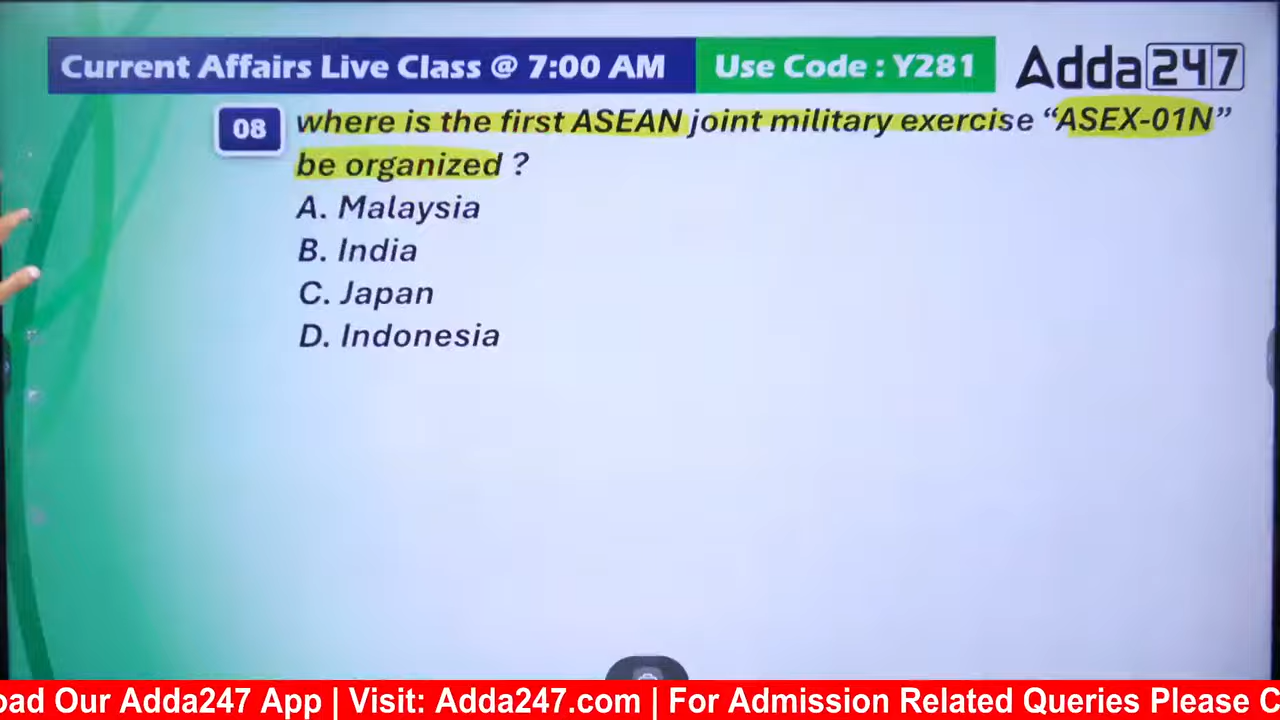 Current Affairs Live Class @ 7:00 AM Use Code : Y281 Adda247
08 where is the first ASEAN joint military exercise “ASEX-01N”
be organized ?
A. Malaysia
B. India
C. Japan
D. Indonesia
oad Our Adda247 App | Visit: Adda247.com | For Admission Related Queries Please C